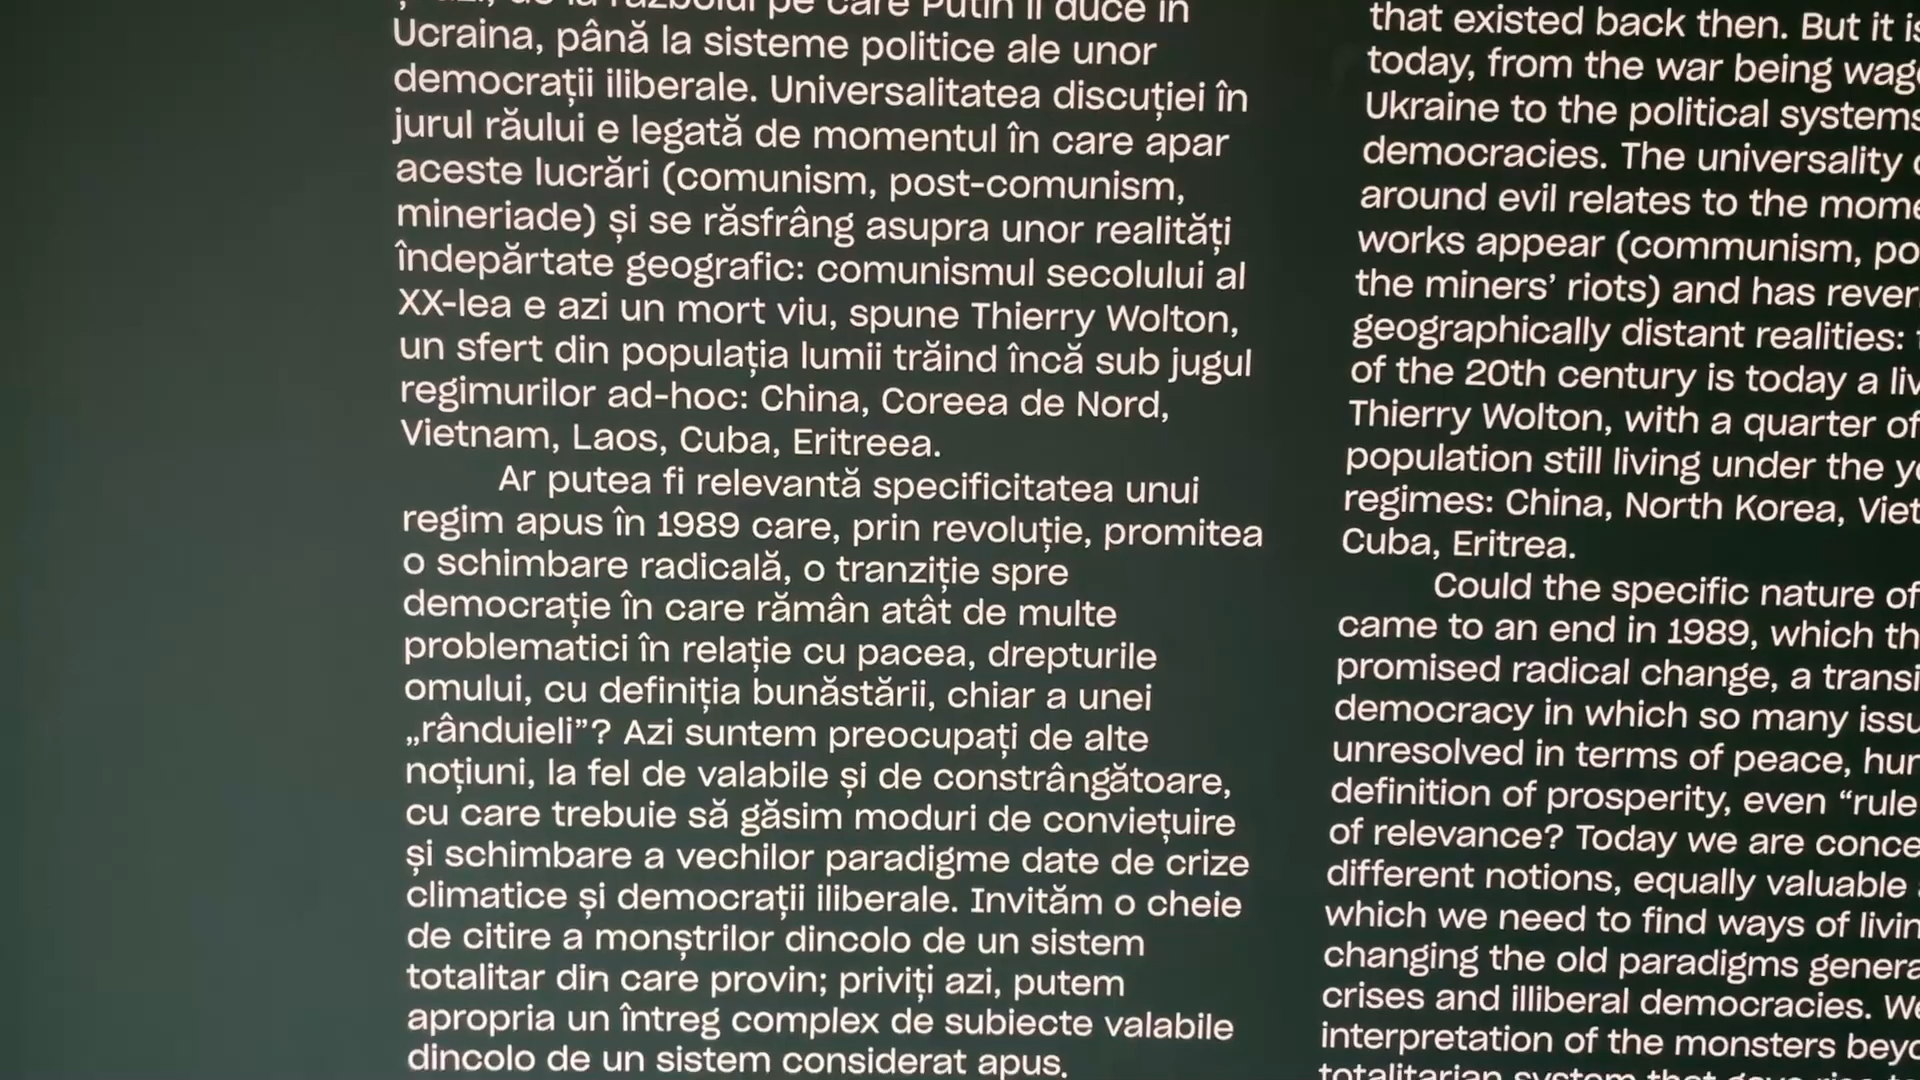 de la războiul pe care Putin îl duce în
Ucraina, până la sisteme politice ale unor
democrații iliberale. Universalitatea discuției în
jurul răului e legată de momentul în care apar
aceste lucrări (comunism, post-comunism,
mineriade) și se răsfrâng asupra unor realități
îndepărtate geografic: comunismul secolului al
XX-lea e azi un mort viu, spune Thierry Wolton,
un sfert din populația lumii trăind încă sub jugul
regimurilor ad-hoc: China, Coreea de Nord,
Vietnam, Laos, Cuba, Eritreea.
Ar putea fi relevantă specificitatea unui
regim apus în 1989 care, prin revoluție, promitea
o schimbare radicală, o tranziție spre
democrație în care rămân atât de multe
problematici în relație cu pacea, drepturile
omului, cu definiția bunăstării, chiar a unei
„rânduieli”? Azi suntem preocupați de alte
noțiuni, la fel de valabile și de constrângătoare,
cu care trebuie să găsim moduri de conviețuire
și schimbare a vechilor paradigme date de crize
climatice și democrații iliberale. Invităm o cheie
de citire a monștrilor dincolo de un sistem
totalitar din care provin; priviți azi, putem
apropria un întreg complex de subiecte valabile
dincolo de un sistem considerat apus.
that existed back then. But it is
today, from the war being
Ukraine to the political systems
democracies. The universality
around evil relates to the
works appear (communism,
the miners’ riots) and has
geographically distant realities:
of the 20th century is today a
Thierry Wolton, with a quarter of
population still living under the
regimes: China, North Korea,
Cuba, Eritrea.
Could the specific nature of
came to an end in 1989, which
promised radical change, a
democracy in which so many
unresolved in terms of peace,
definition of prosperity, even “rule
of relevance? Today we are
different notions, equally valuable
which we need to find ways of
changing the old paradigms
crises and illiberal democracies. We
interpretation of the monsters
totalitarian system that